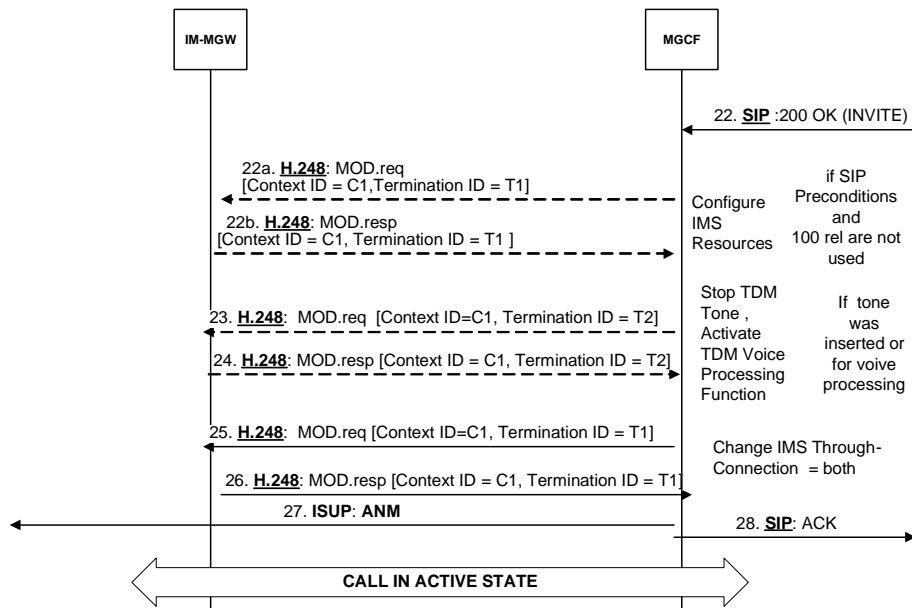 IM-MGW
MGCF
22. SIP :200 OK (INVITE)
22a. H.248: MOD.req
[Context ID = C1,Termination ID = T1]
22b. H.248: MOD.resp
[Context ID = C1, Termination ID = T1 ]
Configure
IMS
Resources
if SIP
Preconditions
and
100 rel are not
used
23. H.248: MOD.req [Context ID=C1, Termination ID = T2]
24. H.248: MOD.resp [Context ID = C1, Termination ID = T2]
Stop TDM
Tone ,
Activate
TDM Voice
Processing
Function
If tone
was
inserted or
for voive
processing
25. H.248: MOD.req [Context ID=C1, Termination ID = T1]
26. H.248: MOD.resp [Context ID = C1, Termination ID = T1]
Change IMS Through-
Connection = both
27. ISUP: ANM
28. SIP: ACK
CALL IN ACTIVE STATE